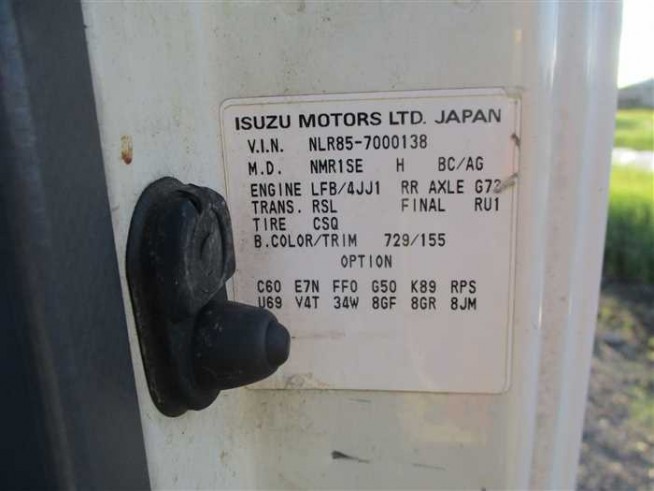 ISUZU MOTORS LTD. JAPAN
V.I.N. NLR85-7000138
M.D. NMR1SE H BC/AG
ENGINE LFB/4JJ1 RR AXLE G72
TRANS. RSL FINAL RU1
TIRE CSQ
B.COLOR/TRIM 729/155
OPTION
C60 E7N FF0 G50 K89 RPS
U69 V4T 34W 8GF 8GR 8JM